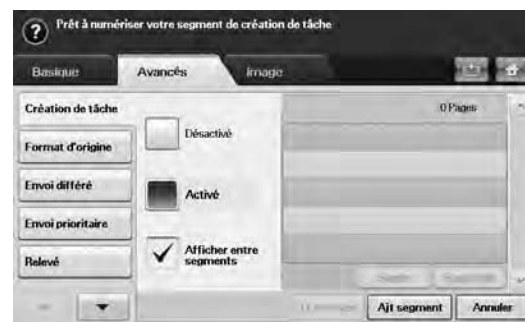 Prêt à numériser votre segment de création de tâche
Basique
Avancés
Image
Création de tâche
Format d'origine
Envoi différé
Envoi prioritaire
Relevé
Désactivé
Activé
Afficher entre
segments
0 Pages
Ajt segment
Annuler